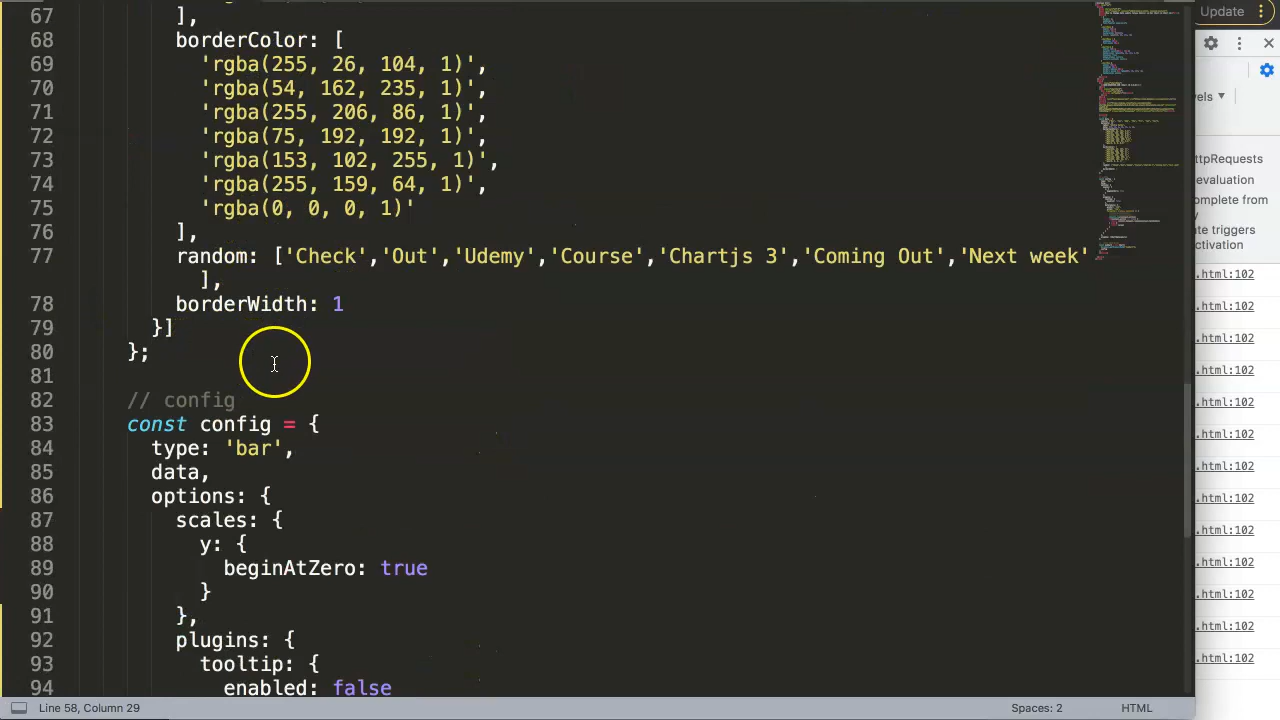 67 ],
68 borderColor: [
69 'rgba(255, 26, 104, 1)',
70 'rgba(54, 162, 235, 1)',
71 'rgba(255, 206, 86, 1)',
72 'rgba(75, 192, 192, 1)',
73 'rgba(153, 102, 255, 1)',
74 'rgba(255, 159, 64, 1)',
75 'rgba(0, 0, 0, 1)'
76 ],
77 random: ['Check','Out','Udemy','Course','Chartjs 3','Coming Out','Next week'
],
78 borderWidth: 1
79 }]
80 };
81
82 // config
83 const config = {
84 type: 'bar',
85 data,
86 options: {
87 scales: {
88 y: {
89 beginAtZero: true
90 }
91 },
92 plugins: {
93 tooltip: {
94 enabled: false
Line 58, Column 29
Spaces: 2
HTML
Update
vels
ttpRequests
evaluation
omplete from
y
te triggers
ctivation
.html:102
.html:102
.html:102
.html:102
.html:102
.html:102
.html:102
.html:102
.html:102
.html:102
.html:102
.html:102
.html:102